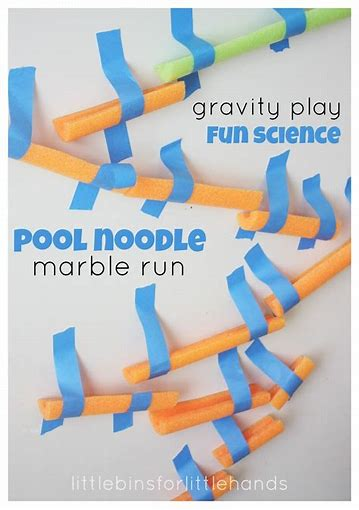 gravity play
Fun Science
Pool Noodle
marble run
littlebinsforlittlehands